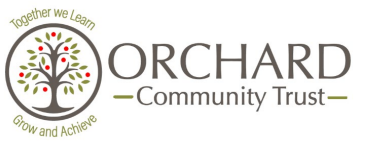 Together we Learn
Grow and Achieve
ORCHARD
Community Trust